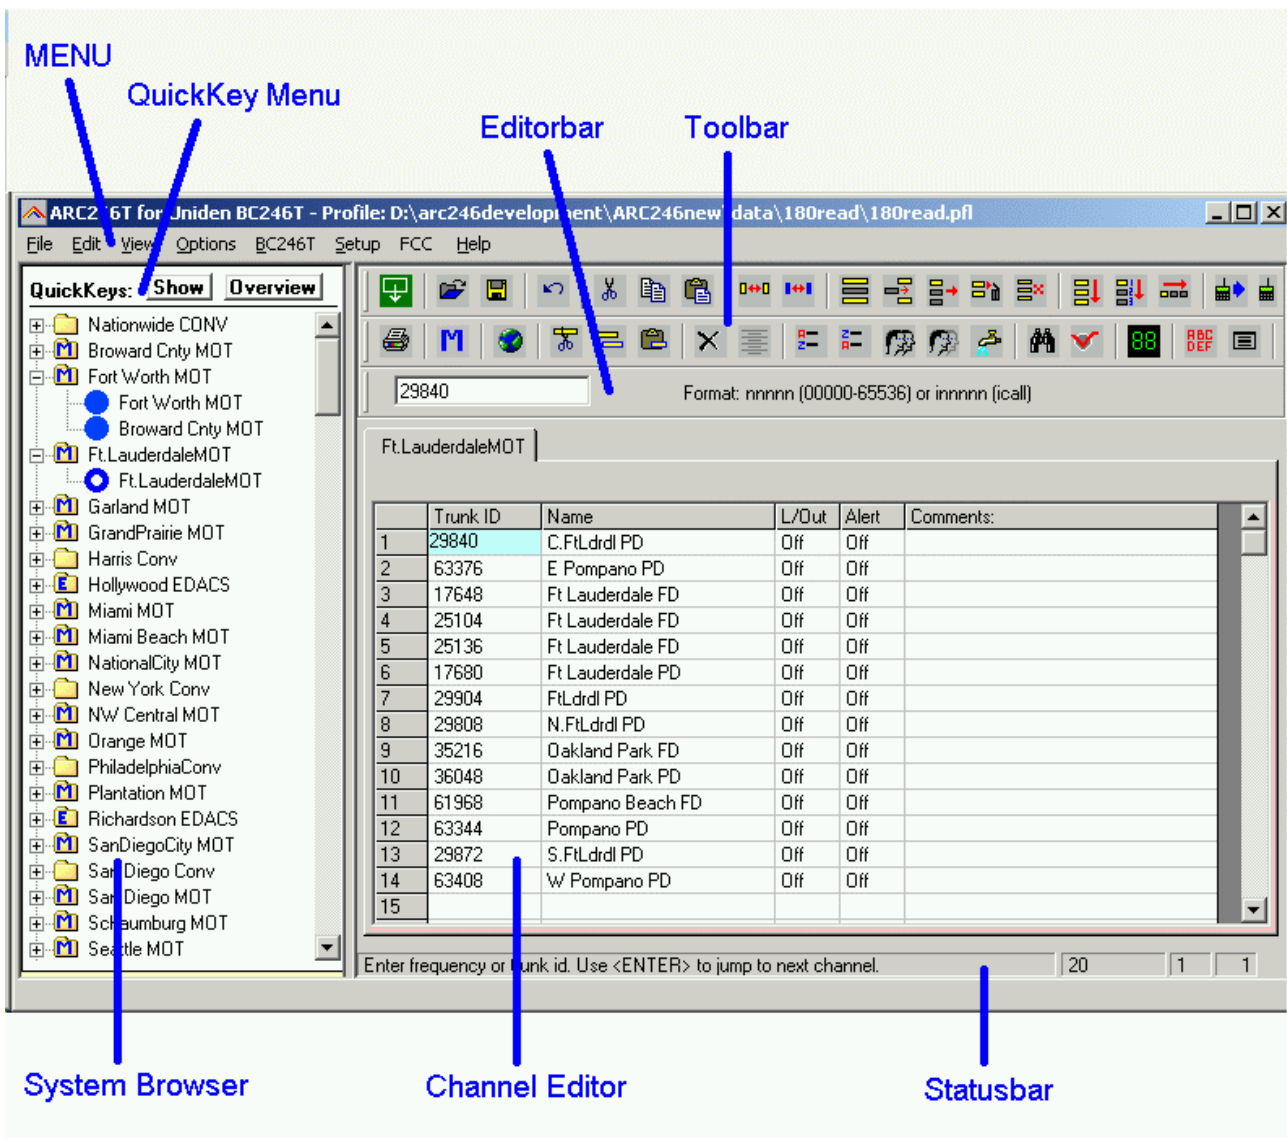 MENU
QuickKey Menu
Editorbar
Toolbar
ARC246T for Uniden BC246T - Profile: D:\arc246development\ARC246new\data\180read\180read.pfl
File Edit View Options BC246T Setup FCC Help
QuickKeys: Show Overview
Nationwide CONV
Broward Cnty MOT
Fort Worth MOT
Fort Worth MOT
Broward Cnty MOT
Ft.LauderdaleMOT
Ft.LauderdaleMOT
Garland MOT
GrandPrairie MOT
Harris Conv
Hollywood EDACS
Miami MOT
Miami Beach MOT
NationalCity MOT
New York Conv
NW Central MOT
Orange MOT
PhiladelphiaConv
Plantation MOT
Richardson EDACS
SanDiegoCity MOT
San Diego Conv
San Diego MOT
Schaumburg MOT
Seattle MOT
M 88 ABC DEF
29840 Format: nnnnn (00000-65536) or innnnn (icall)
Ft.LauderdaleMOT
Trunk ID Name L/Out Alert Comments:
1 29840 C.FtLdrdl PD Off Off
2 63376 E Pompano PD Off Off
3 17648 Ft Lauderdale FD Off Off
4 25104 Ft Lauderdale FD Off Off
5 25136 Ft Lauderdale FD Off Off
6 17680 Ft Lauderdale PD Off Off
7 29904 FtLdrdl PD Off Off
8 29808 N.FtLdrdl PD Off Off
9 35216 Oakland Park FD Off Off
10 36048 Oakland Park PD Off Off
11 61968 Pompano Beach FD Off Off
12 63344 Pompano PD Off Off
13 29872 S.FtLdrdl PD Off Off
14 63408 W Pompano PD Off Off
15
Enter frequency or trunk id. Use <ENTER> to jump to next channel. 20 1 1
System Browser
Channel Editor
Statusbar